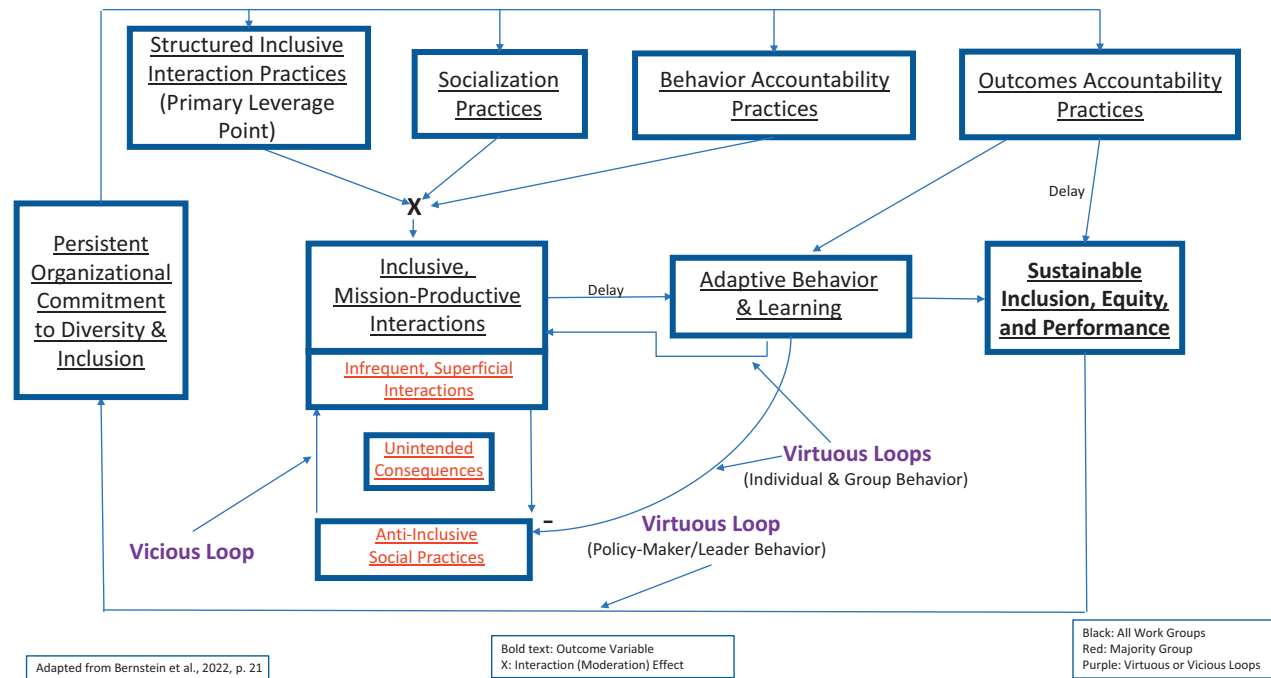 Structured Inclusive
Interaction Practices
(Primary Leverage
Point)
Socialization
Practices
Behavior Accountability
Practices
Outcomes Accountability
Practices
Delay
X
Persistent
Organizational
Commitment
to Diversity &
Inclusion
Inclusive,
Mission-Productive
Interactions
Delay
Adaptive Behavior
& Learning
Sustainable
Inclusion, Equity,
and Performance
Infrequent, Superficial
Interactions
Unintended
Consequences
Virtuous Loops
(Individual & Group Behavior)
-
Anti-Inclusive
Social Practices
Vicious Loop
Virtuous Loop
(Policy-Maker/Leader Behavior)
Adapted from Bernstein et al., 2022, p. 21
Bold text: Outcome Variable
X: Interaction (Moderation) Effect
Black: All Work Groups
Red: Majority Group
Purple: Virtuous or Vicious Loops